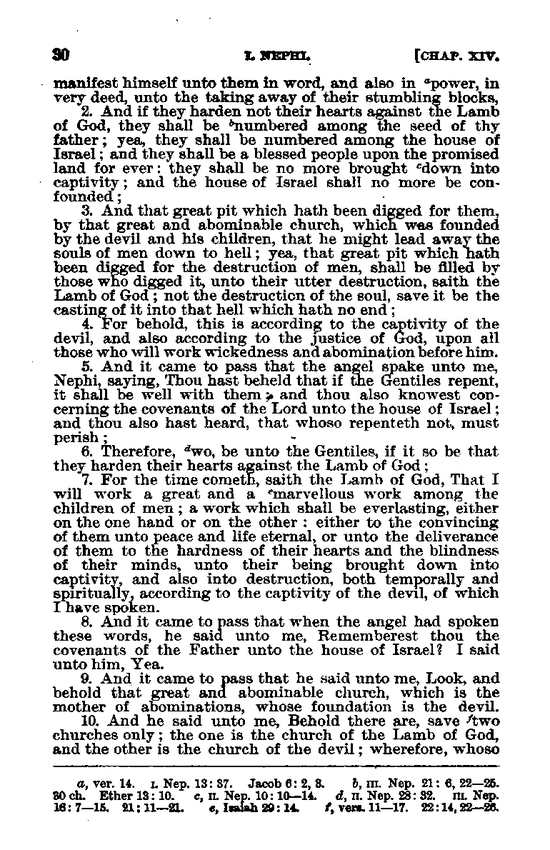 30 I. NEPHI. [CHAP. XIV.
manifest himself unto them in word, and also in ᵃpower, in
very deed, unto the taking away of their stumbling blocks,
2. And if they harden not their hearts against the Lamb
of God, they shall be ᵇnumbered among the seed of thy
father; yea, they shall be numbered among the house of
Israel; and they shall be a blessed people upon the promised
land for ever: they shall be no more brought ᶜdown into
captivity; and the house of Israel shall no more be con-
founded;
3. And that great pit which hath been digged for them,
by that great and abominable church, which was founded
by the devil and his children, that he might lead away the
souls of men down to hell; yea, that great pit which hath
been digged for the destruction of men, shall be filled by
those who digged it, unto their utter destruction, saith the
Lamb of God; not the destruction of the soul, save it be the
casting of it into that hell which hath no end;
4. For behold, this is according to the captivity of the
devil, and also according to the justice of God, upon all
those who will work wickedness and abomination before him.
5. And it came to pass that the angel spake unto me,
Nephi, saying, Thou hast beheld that if the Gentiles repent,
it shall be well with them; and thou also knowest con-
cerning the covenants of the Lord unto the house of Israel;
and thou also hast heard, that whoso repenteth not, must
perish;
6. Therefore, ᵈwo, be unto the Gentiles, if it so be that
they harden their hearts against the Lamb of God;
7. For the time cometh, saith the Lamb of God, That I
will work a great and a ᵉmarvellous work among the
children of men; a work which shall be everlasting, either
on the one hand or on the other: either to the convincing
of them unto peace and life eternal, or unto the deliverance
of them to the hardness of their hearts and the blindness
of their minds, unto their being brought down into
captivity, and also into destruction, both temporally and
spiritually, according to the captivity of the devil, of which
I have spoken.
8. And it came to pass that when the angel had spoken
these words, he said unto me, Rememberest thou the
covenants of the Father unto the house of Israel? I said
unto him, Yea.
9. And it came to pass that he said unto me, Look, and
behold that great and abominable church, which is the
mother of abominations, whose foundation is the devil.
10. And he said unto me, Behold there are, save ᶠtwo
churches only; the one is the church of the Lamb of God,
and the other is the church of the devil; wherefore, whoso
a, ver. 14. I. Nep. 13: 37. Jacob 6: 2, 3. b, III. Nep. 21: 6, 22—25.
30 ch. Ether 13: 10. c, II. Nep. 10: 10—14. d, II. Nep. 28: 32. III. Nep.
16: 7—15. 21: 11—21. e, Isaiah 29: 14. f, vers. 11—17. 22: 14, 22—26.